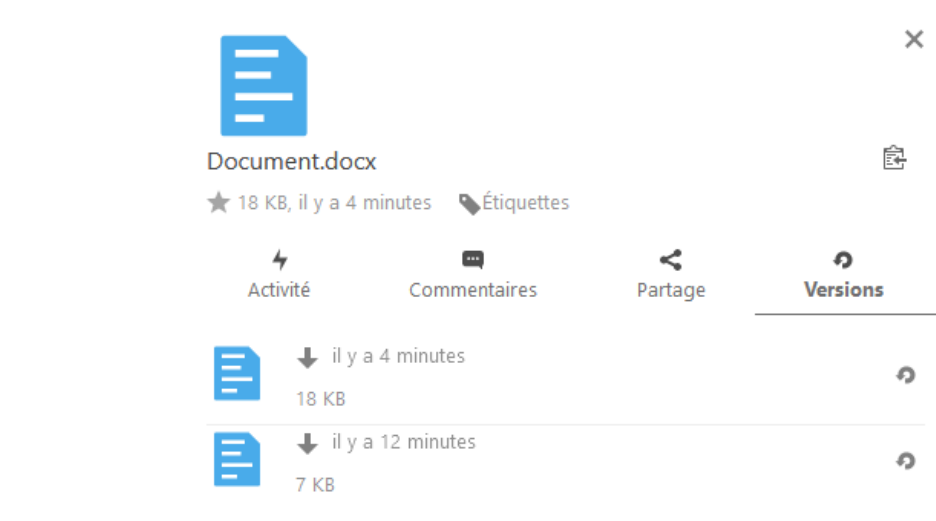 Document.docx
18 KB, il y a 4 minutes Étiquettes
Activité Commentaires Partage Versions
il y a 4 minutes
18 KB
il y a 12 minutes
7 KB